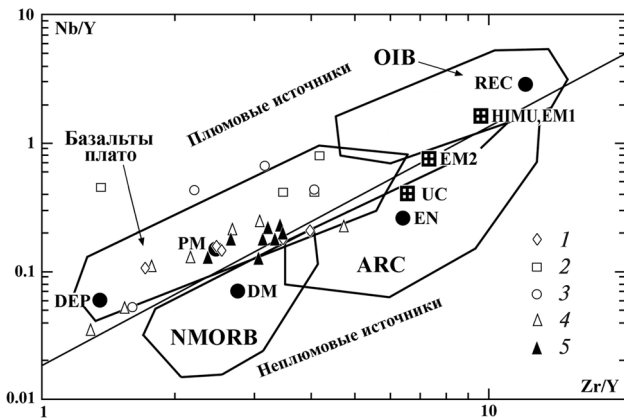 Nb/Y
10
1
0.1
0.01
1
10
Zr/Y
OIB
REC
Плюмовые источники
HIMU,EM1
Базальты
плато
EM2
UC
EN
PM
ARC
DEP
DM
NMORB
Неплюмовые источники
1
2
3
4
5